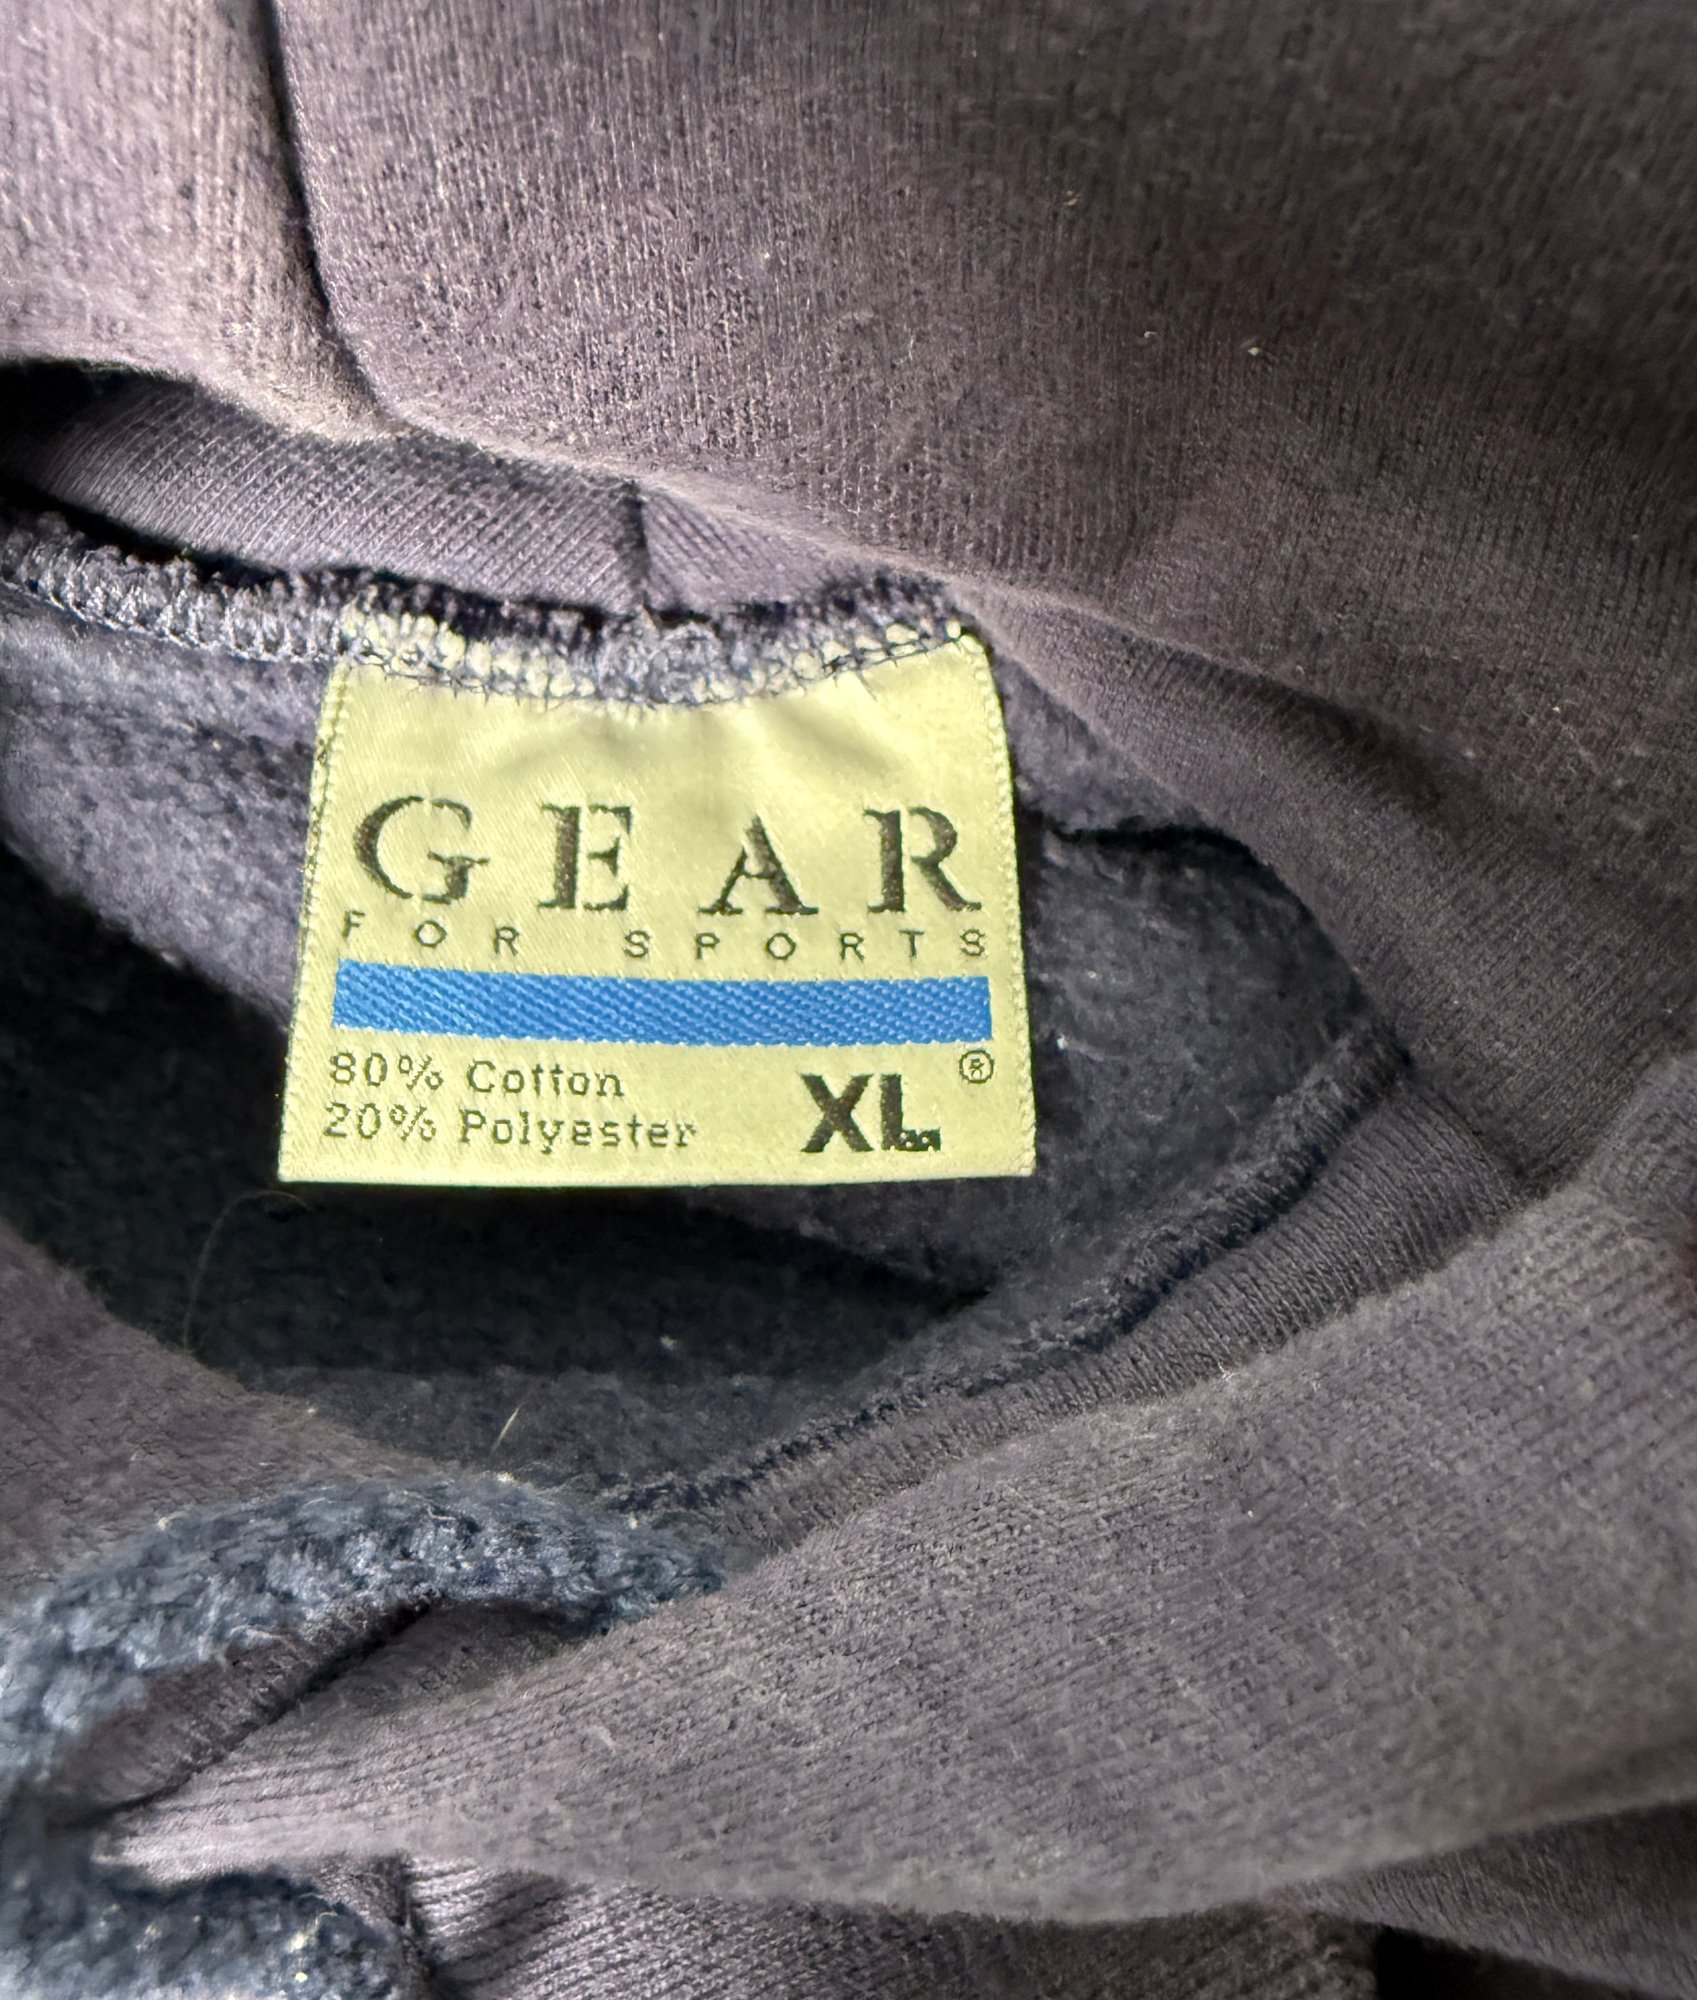 GEAR
FOR SPORTS
®
80% Cotton
20% Polyester
XL